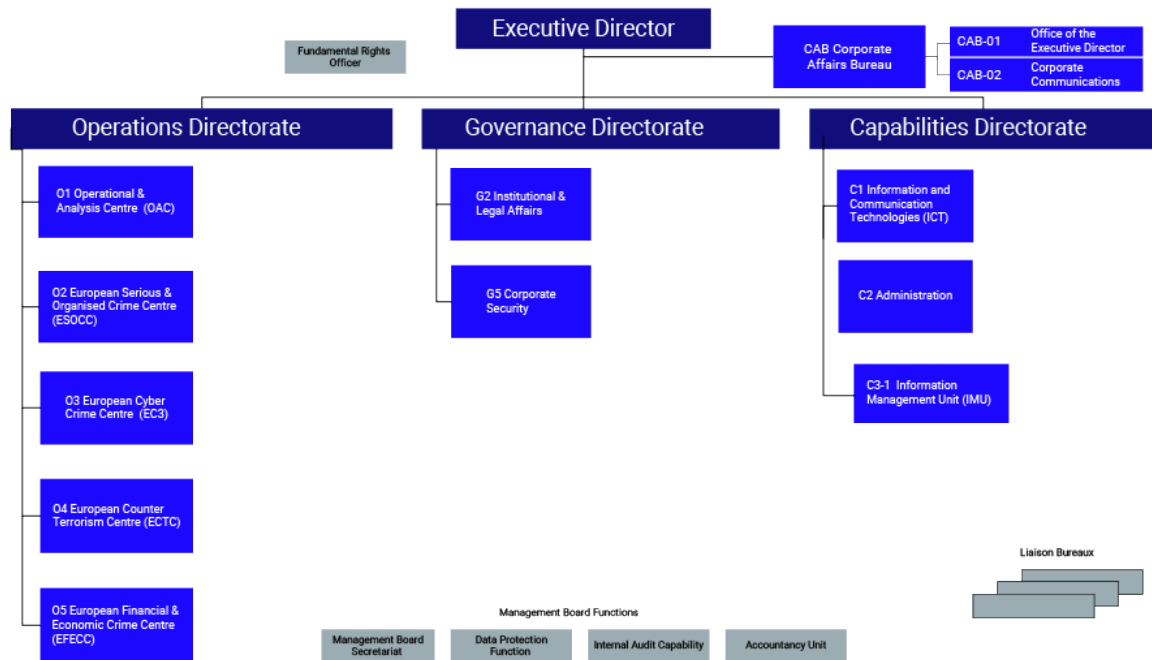 Executive Director
Fundamental Rights
Officer
CAB Corporate
Affairs Bureau
CAB-01
Office of the
Executive Director
CAB-02
Corporate
Communications
Operations Directorate
Governance Directorate
Capabilities Directorate
O1 Operational &
Analysis Centre (OAC)
O2 European Serious &
Organised Crime Centre
(ESOCC)
O3 European Cyber
Crime Centre (EC3)
O4 European Counter
Terrorism Centre (ECTC)
O5 European Financial &
Economic Crime Centre
(EFECC)
G2 Institutional &
Legal Affairs
G5 Corporate
Security
C1 Information and
Communication
Technologies (ICT)
C2 Administration
C3-1 Information
Management Unit (IMU)
Liaison Bureaux
Management Board Functions
Management Board
Secretariat
Data Protection
Function
Internal Audit Capability
Accountancy Unit